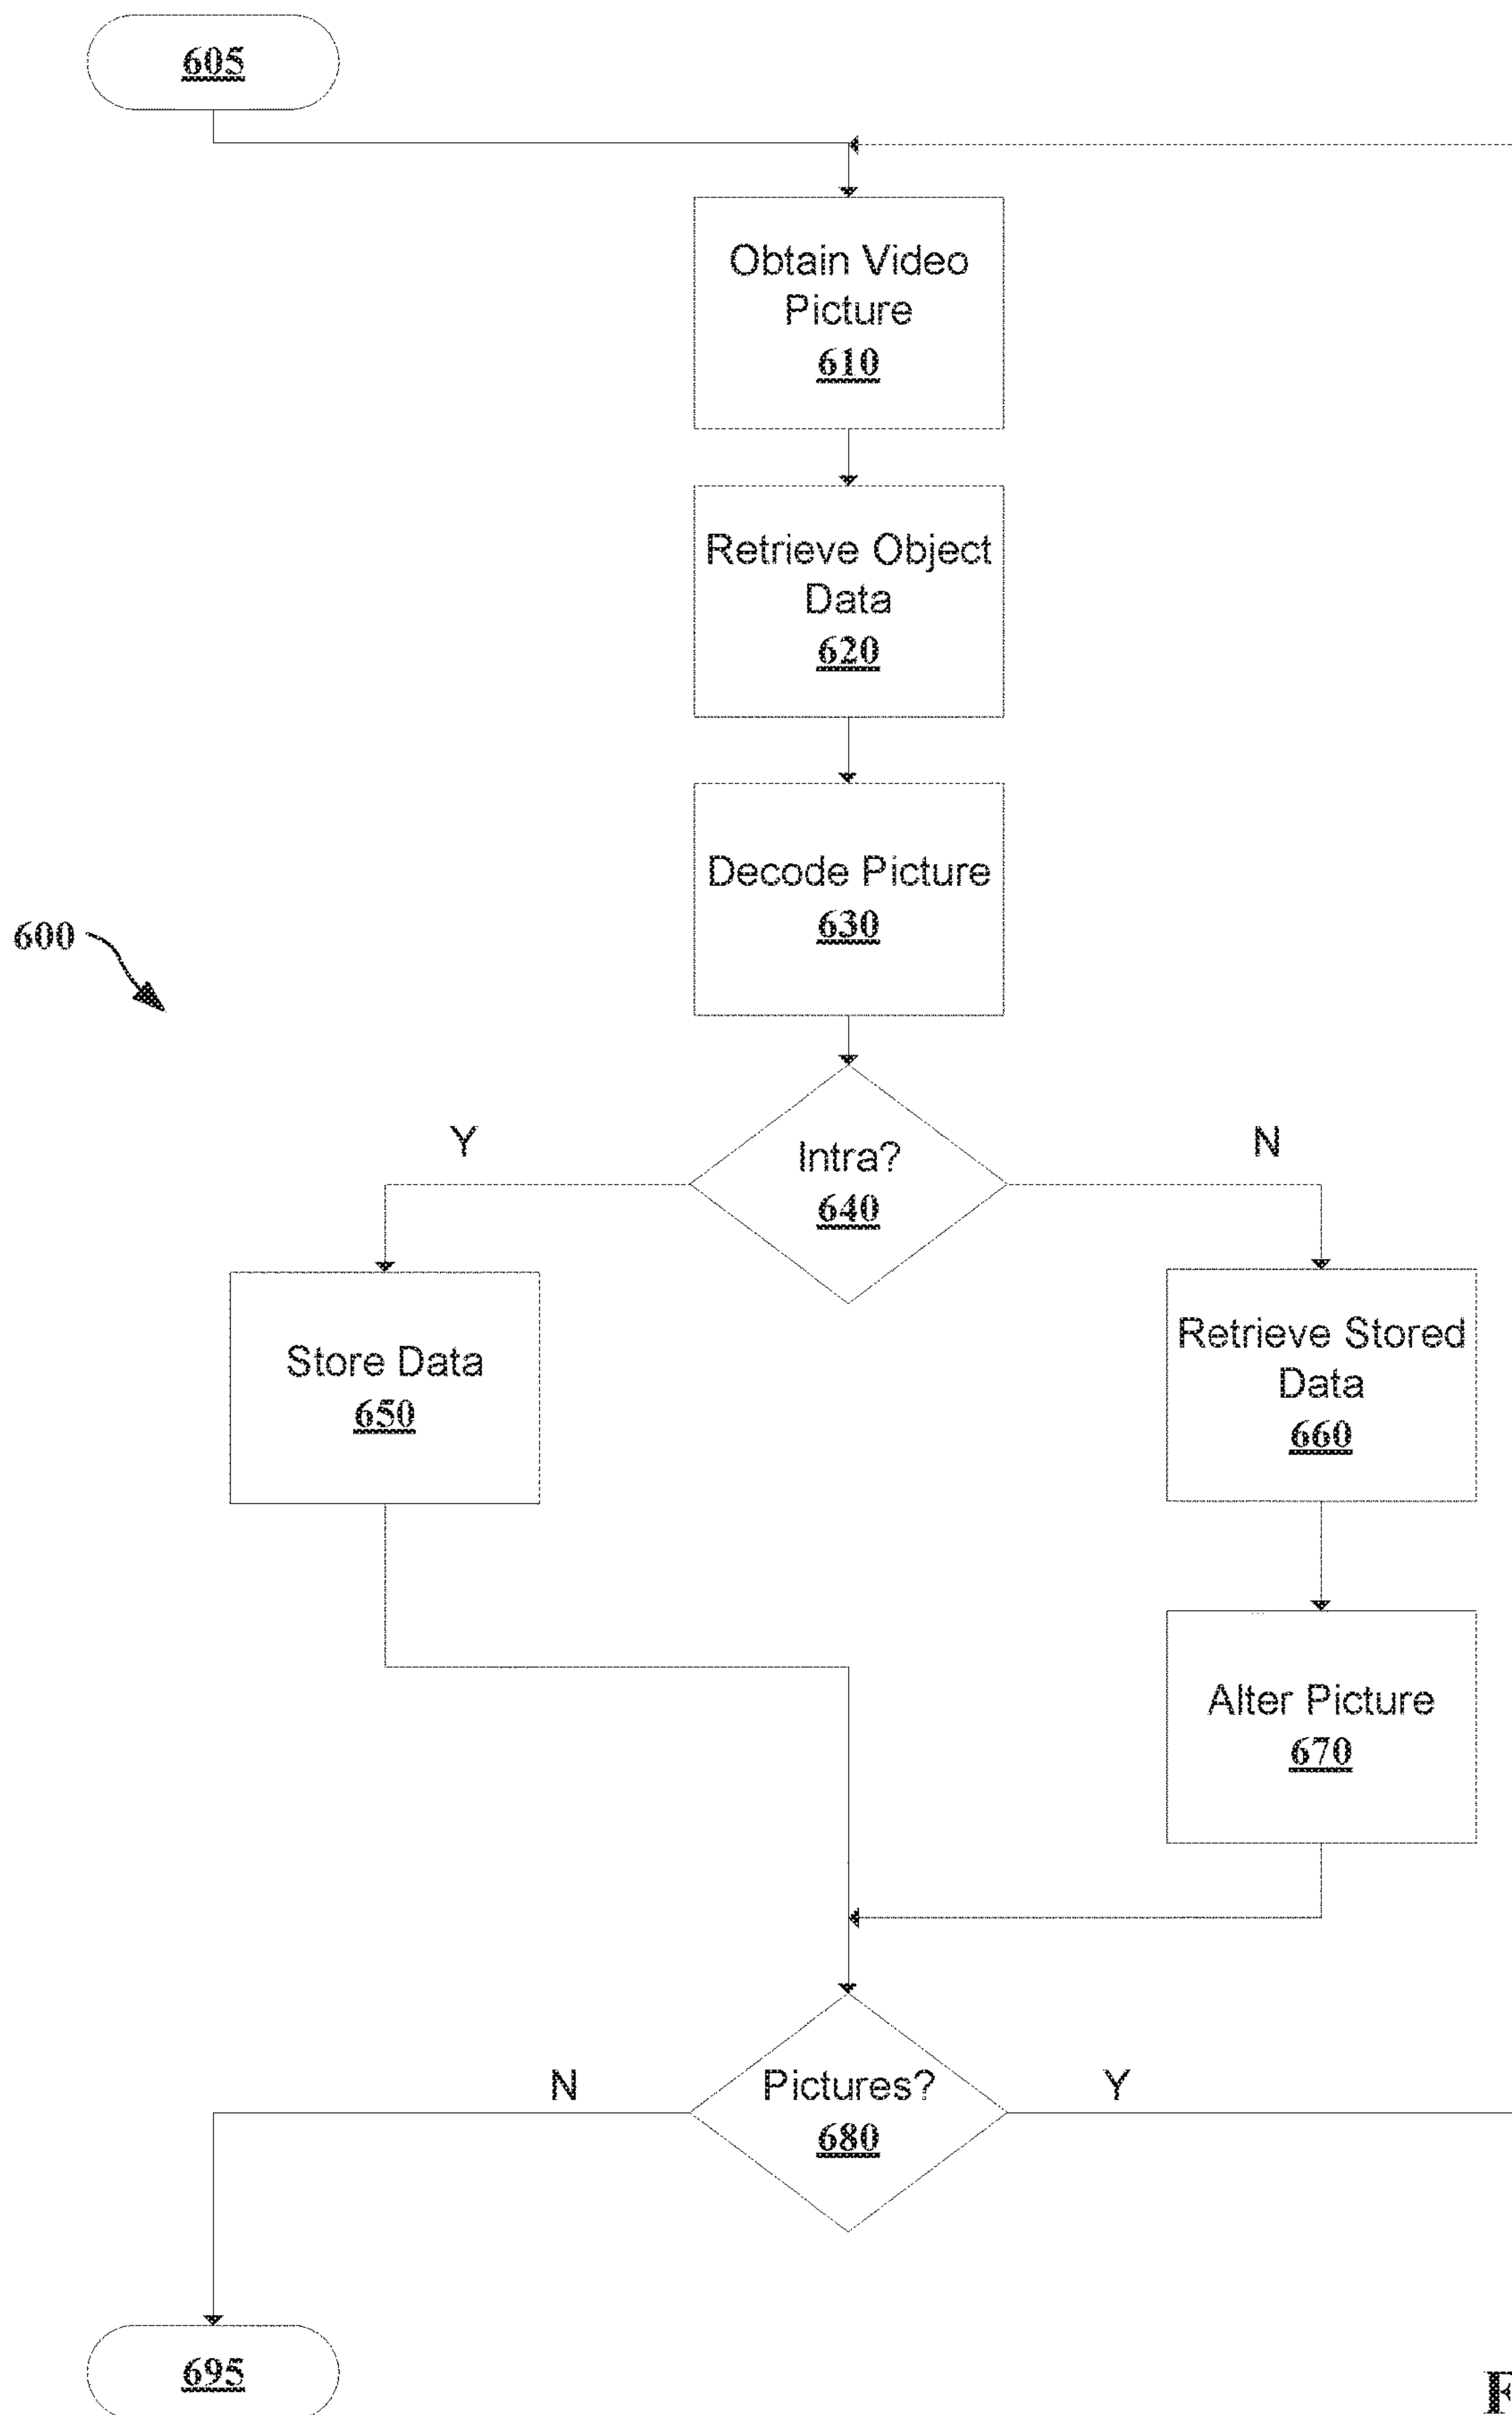 605
Obtain Video
Picture
610
Retrieve Object
Data
620
Decode Picture
630
600
Y
N
Intra?
640
Store Data
650
Retrieve Stored
Data
660
Alter Picture
670
N
Y
Pictures?
680
695
F